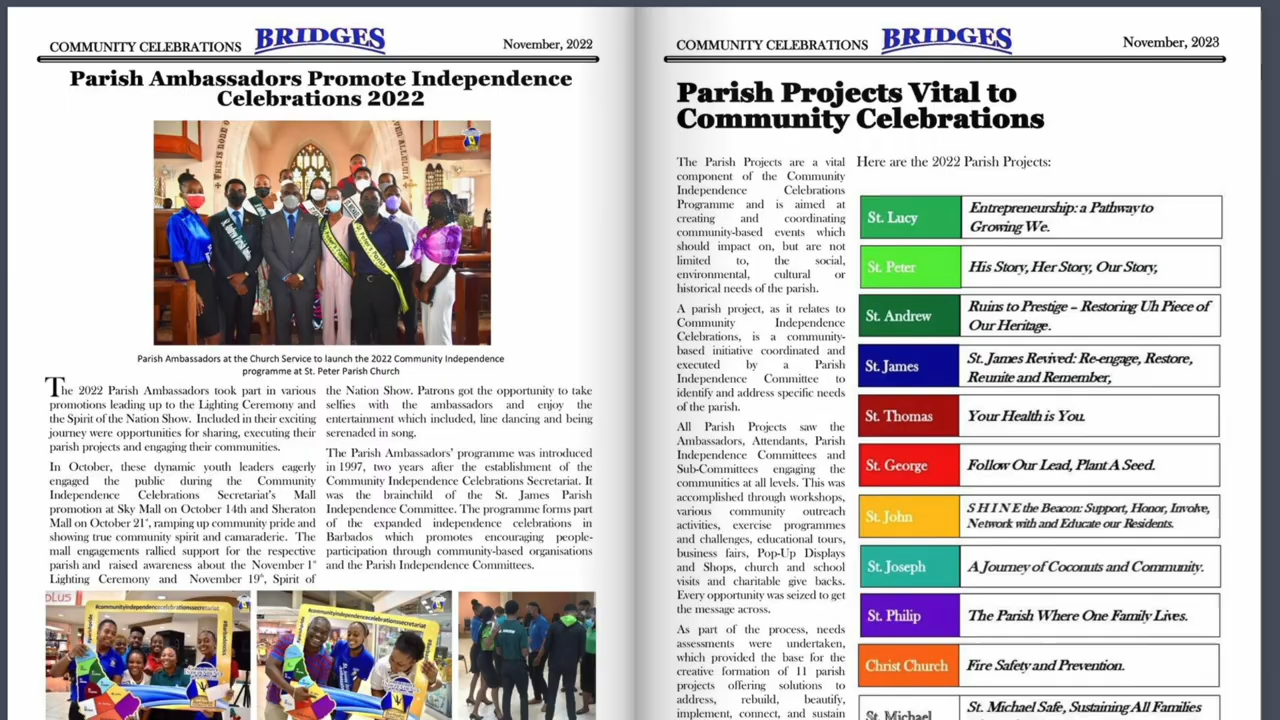 COMMUNITY CELEBRATIONS BRIDGES November, 2022
Parish Ambassadors Promote Independence
Celebrations 2022
Parish Ambassadors at the Church Service to launch the 2022 Community Independence
programme at St. Peter Parish Church
The 2022 Parish Ambassadors took part in various
promotions leading up to the Lighting Ceremony and
the Spirit of the Nation Show. Included in their exciting
journey were opportunities for sharing, executing their
parish projects and engaging their communities.
In October, these dynamic youth leaders eagerly
engaged the public during the Community
Independence Celebrations Secretariat's Mall
promotion at Sky Mall on October 14th and Sheraton
Mall on October 21st, ramping up community pride and
showing true community spirit and camaraderie. The
mall engagements rallied support for the respective
parish and raised awareness about the November 1st
Lighting Ceremony and November 19th, Spirit of
the Nation Show. Patrons got the opportunity to take
selfies with the ambassadors and enjoy the
entertainment which included, line dancing and being
serenaded in song.
The Parish Ambassadors' programme was introduced
in 1997, two years after the establishment of the
Community Independence Celebrations Secretariat. It
was the brainchild of the St. James Parish
Independence Committee. The programme forms part
of the expanded independence celebrations in
Barbados which promotes encouraging people-
participation through community-based organisations
and the Parish Independence Committees.
#communityindependencecelebrationssecretariat
#communityindependencecelebrationssecretariat
COMMUNITY CELEBRATIONS BRIDGES November, 2023
Parish Projects Vital to
Community Celebrations
The Parish Projects are a vital
component of the Community
Independence Celebrations
Programme and is aimed at
creating and coordinating
community-based events which
should impact on, but are not
limited to, the social,
environmental, cultural or
historical needs of the parish.
A parish project, as it relates to
Community Independence
Celebrations, is a community-
based initiative coordinated and
executed by a Parish
Independence Committee to
identify and address specific needs
of the parish.
All Parish Projects saw the
Ambassadors, Attendants, Parish
Independence Committees and
Sub-Committees engaging the
communities at all levels. This was
accomplished through workshops,
various community outreach
activities, exercise programmes
and challenges, educational tours,
business fairs, Pop-Up Displays
and Shops, church and school
visits and charitable give backs.
Every opportunity was seized to get
the message across.
As part of the process, needs
assessments were undertaken,
which provided the base for the
creative formation of 11 parish
projects offering solutions to
address, rebuild, beautify,
implement, connect, and sustain
Here are the 2022 Parish Projects:
St. Lucy Entrepreneurship: a Pathway to
Growing We.
St. Peter His Story, Her Story, Our Story,
St. Andrew Ruins to Prestige – Restoring Uh Piece of
Our Heritage.
St. James St. James Revived: Re-engage, Restore,
Reunite and Remember,
St. Thomas Your Health is You.
St. George Follow Our Lead, Plant A Seed.
St. John S H I N E the Beacon: Support, Honor, Involve,
Network with and Educate our Residents.
St. Joseph A Journey of Coconuts and Community.
St. Philip The Parish Where One Family Lives.
Christ Church Fire Safety and Prevention.
St. Michael St. Michael Safe, Sustaining All Families